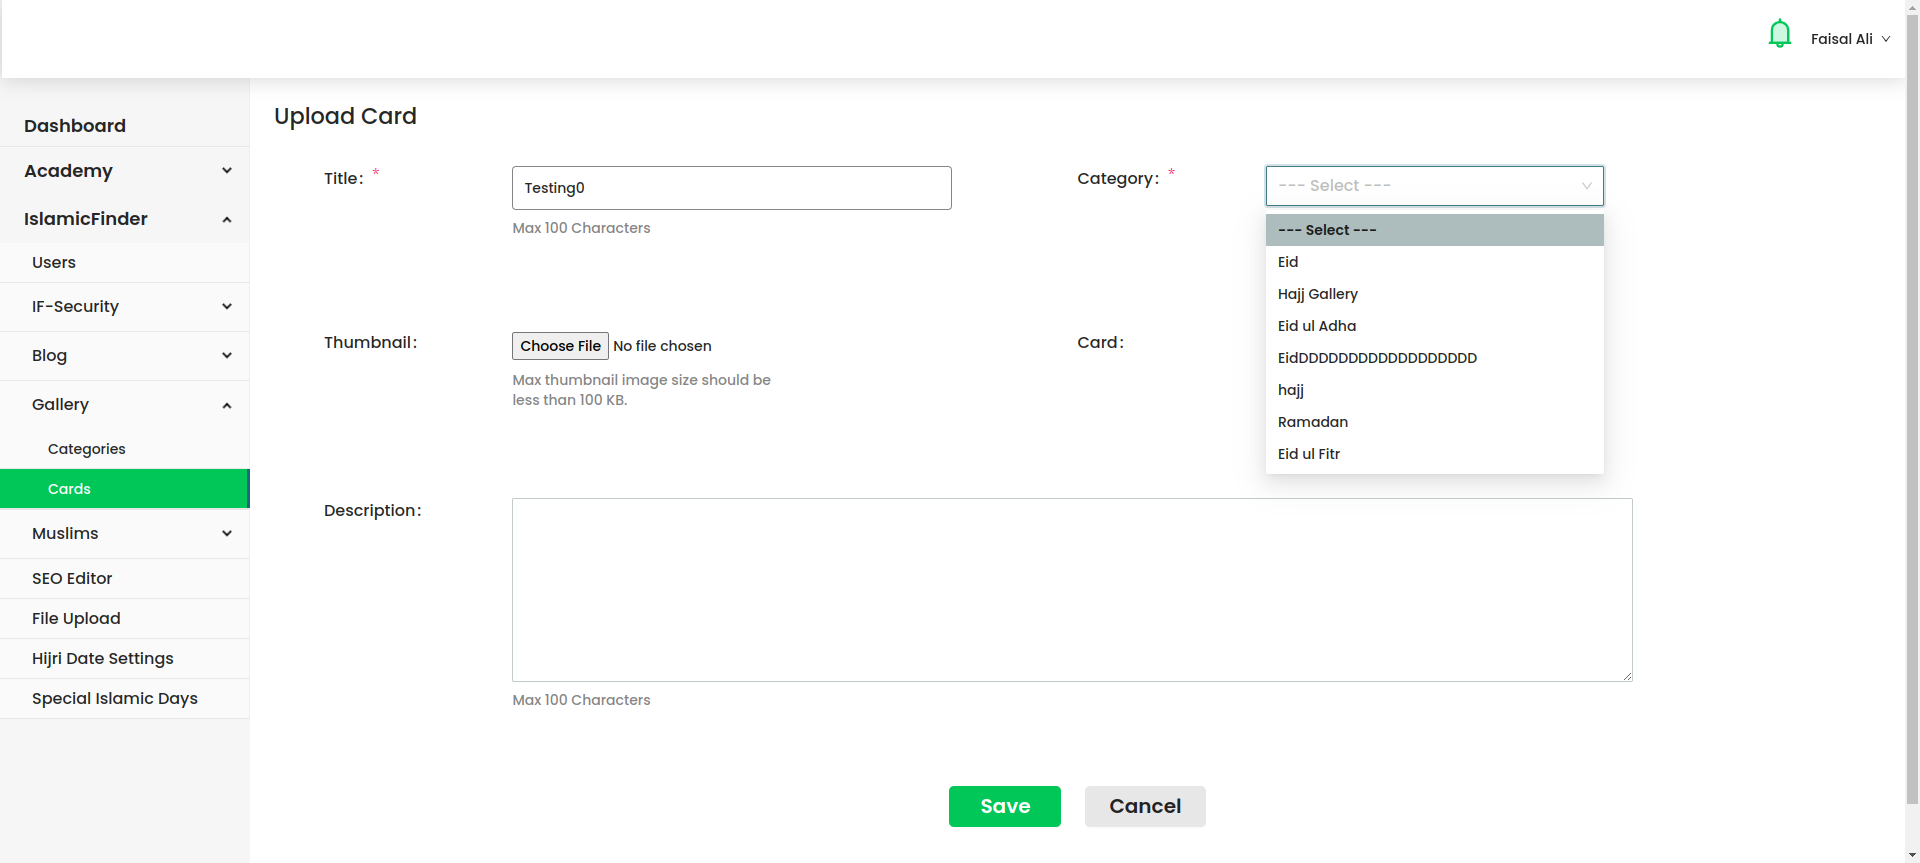 Faisal Ali
Dashboard
Academy
IslamicFinder
Users
IF-Security
Blog
Gallery
Categories
Cards
Muslims
SEO Editor
File Upload
Hijri Date Settings
Special Islamic Days
Upload Card
Title: *
Testing0
Max 100 Characters
Category: *
--- Select ---
--- Select ---
Eid
Hajj Gallery
Eid ul Adha
EidDDDDDDDDDDDDDDDDDD
hajj
Ramadan
Eid ul Fitr
Thumbnail:
Choose File No file chosen
Max thumbnail image size should be
less than 100 KB.
Card:
Description:
Max 100 Characters
Save
Cancel